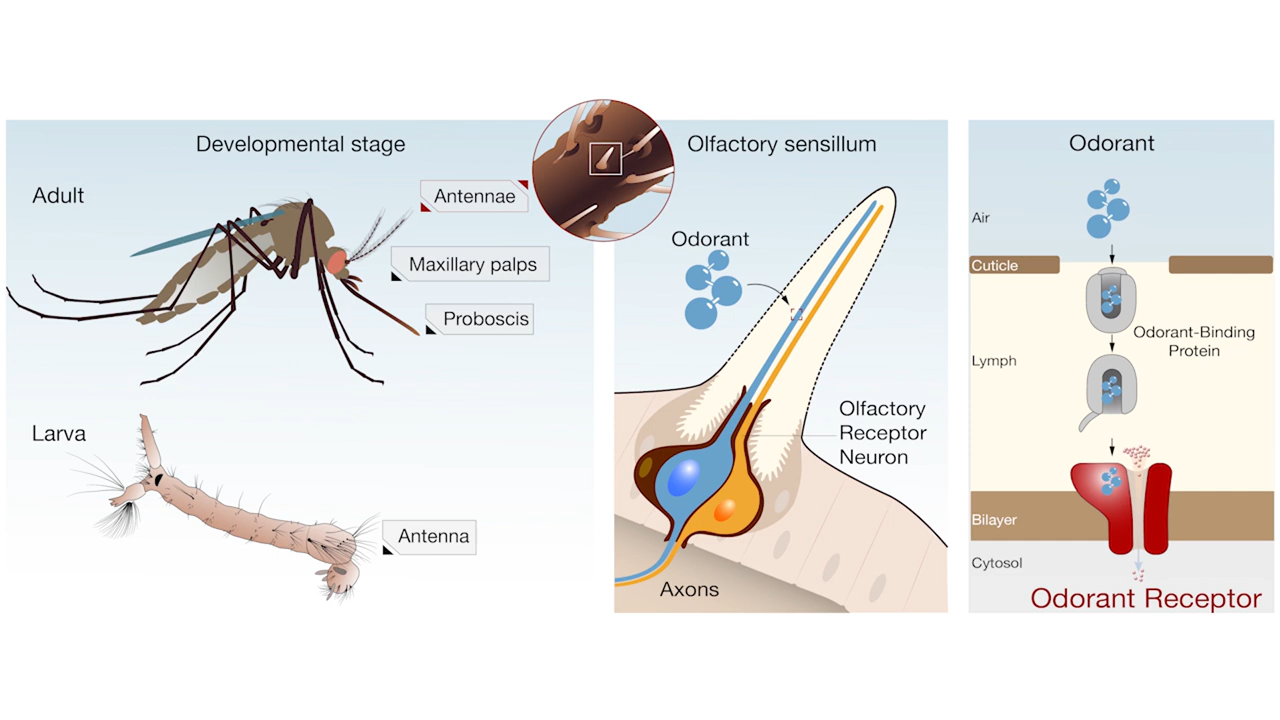 Developmental stage
Adult
Antennae
Maxillary palps
Proboscis
Larva
Antenna
Olfactory sensillum
Odorant
Olfactory
Receptor
Neuron
Axons
Odorant
Air
Cuticle
Odorant-Binding
Protein
Lymph
Bilayer
Cytosol
Odorant Receptor